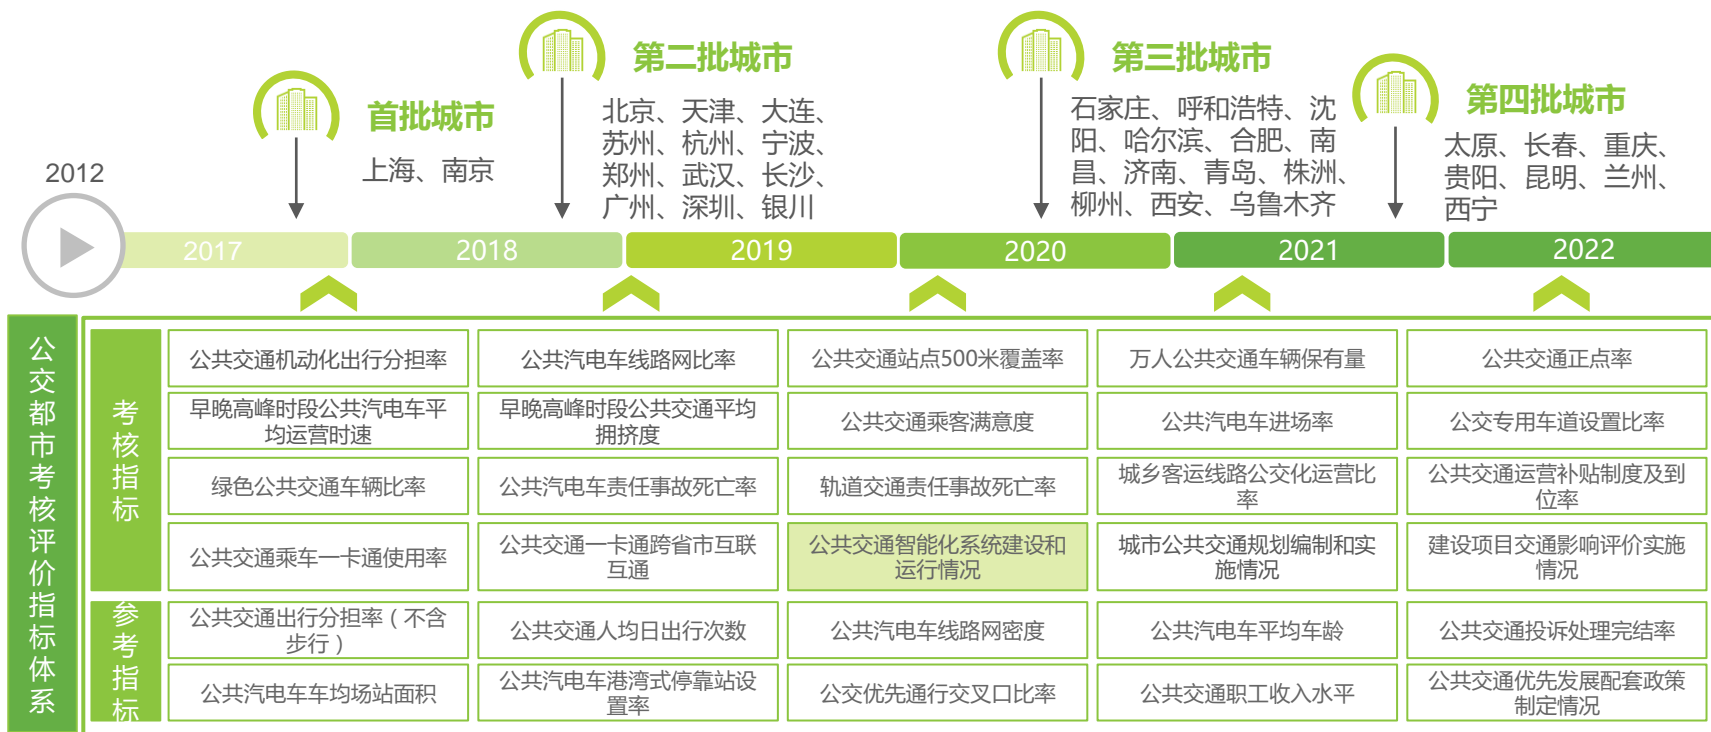 2012
首批城市
上海、南京
第二批城市
北京、天津、大连、
苏州、杭州、宁波、
郑州、武汉、长沙、
广州、深圳、银川
第三批城市
石家庄、呼和浩特、沈
阳、哈尔滨、合肥、南
昌、济南、青岛、株洲、
柳州、西安、乌鲁木齐
第四批城市
太原、长春、重庆、
贵阳、昆明、兰州、
西宁
2017
2018
2019
2020
2021
2022
公交都市考核评价指标体系
考核指标
公共交通机动化出行分担率
公共汽电车线路网比率
公共交通站点500米覆盖率
万人公共交通车辆保有量
公共交通正点率
早晚高峰时段公共汽电车平
均运营时速
早晚高峰时段公共交通平均
拥挤度
公共交通乘客满意度
公共汽电车进场率
公交专用车道设置比率
绿色公共交通车辆比率
公共汽电车责任事故死亡率
轨道交通责任事故死亡率
城乡客运线路公交化运营比
率
公共交通运营补贴制度及到
位率
公共交通乘车一卡通使用率
公共交通一卡通跨省市互联
互通
公共交通智能化系统建设和
运行情况
城市公共交通规划编制和实
施情况
建设项目交通影响评价实施
情况
参考指标
公共交通出行分担率（不含
步行）
公共交通人均日出行次数
公共汽电车线路网密度
公共汽电车平均车龄
公共交通投诉处理完结率
公共汽电车车均场站面积
公共汽电车港湾式停靠站设
置率
公交优先通行交叉口比率
公共交通职工收入水平
公共交通优先发展配套政策
制定情况